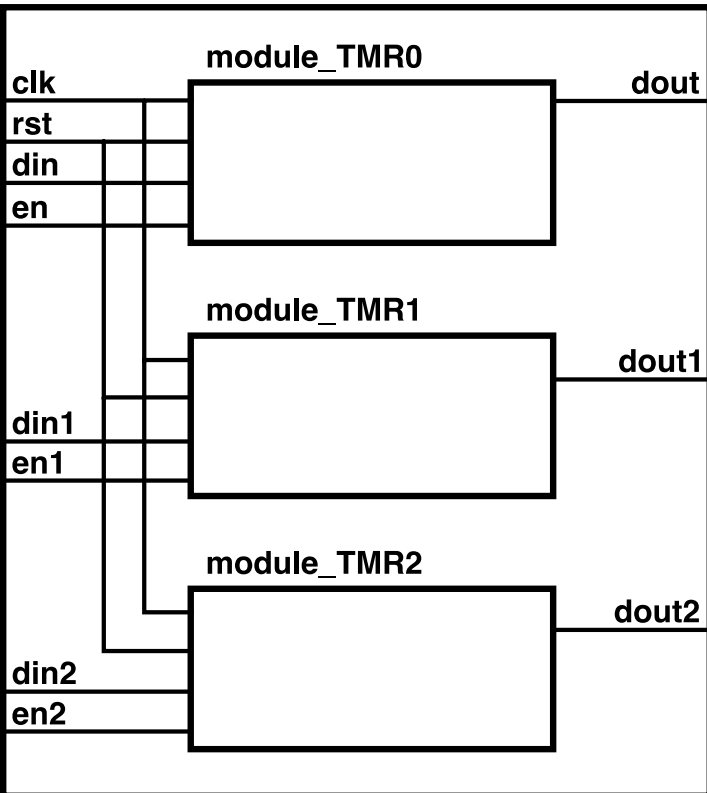 module_TMR0
clk
dout
rst
din
en
module_TMR1
dout1
din1
en1
module_TMR2
dout2
din2
en2